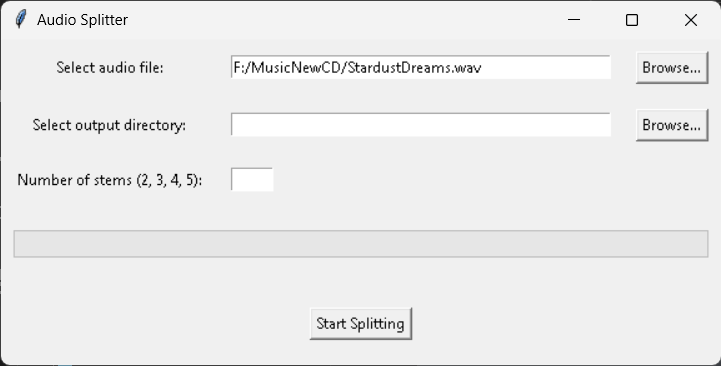 Audio Splitter
Select audio file: F:/MusicNewCD/StardustDreams.wav Browse...
Select output directory: Browse...
Number of stems (2, 3, 4, 5):
Start Splitting